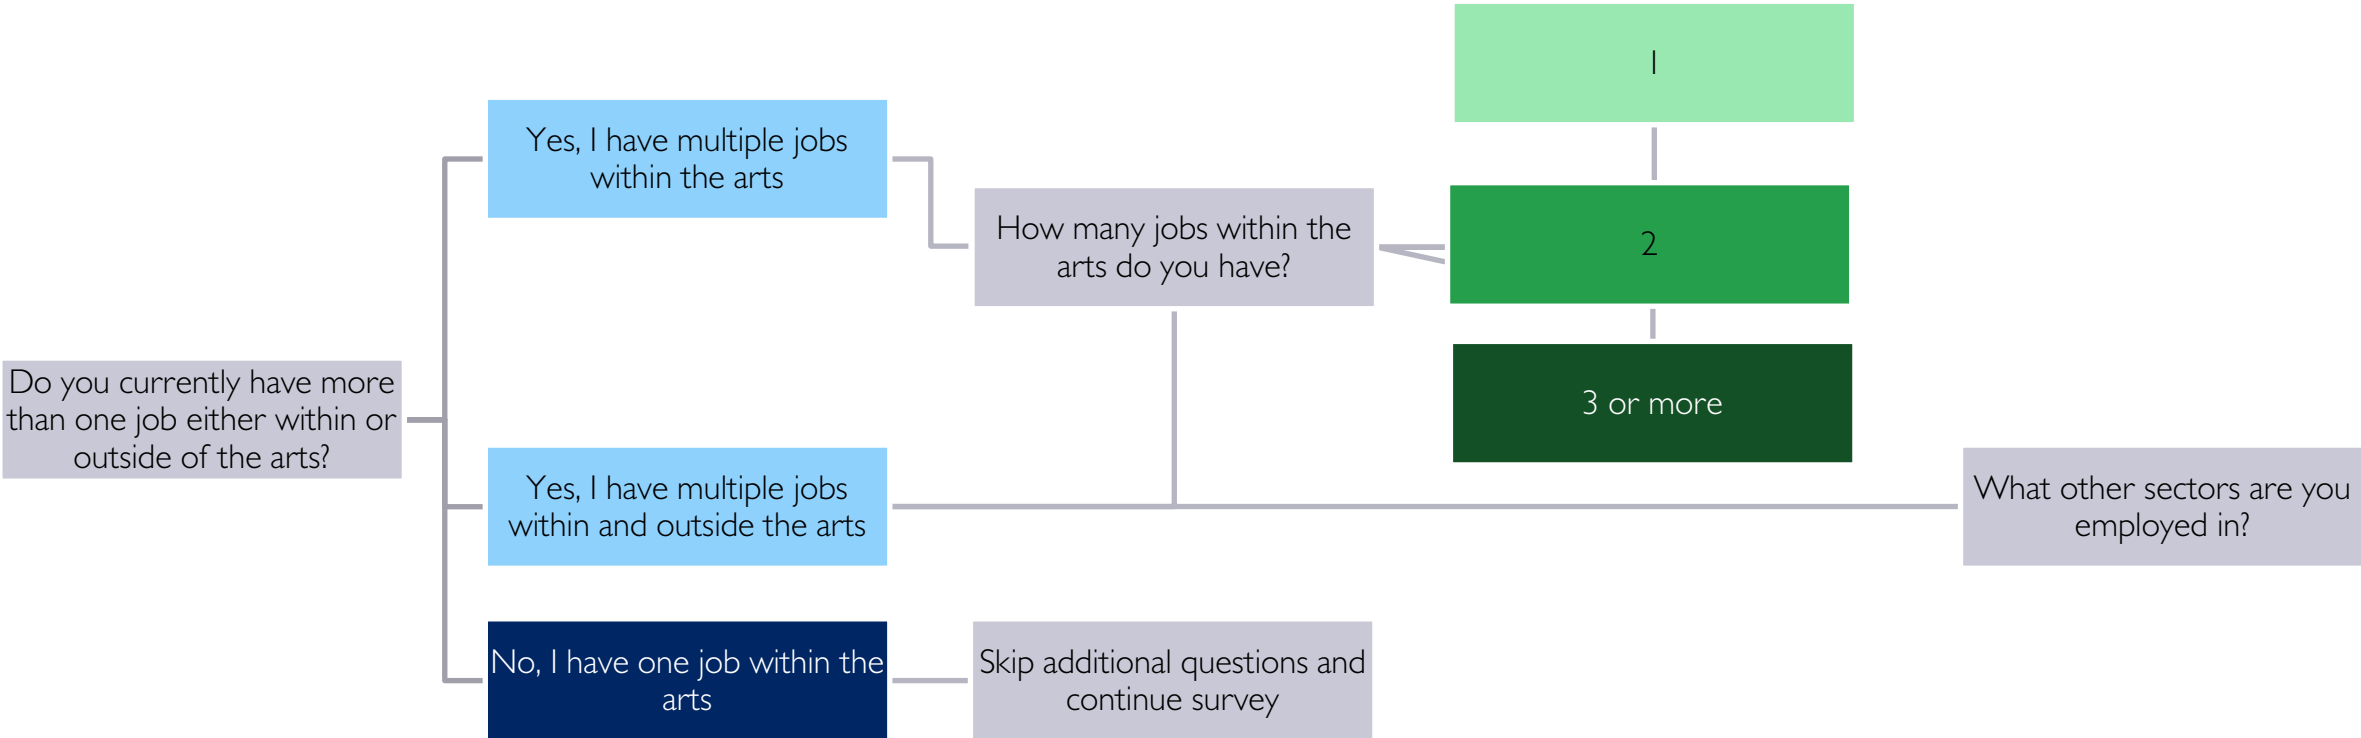 Do you currently have more
than one job either within or
outside of the arts?
Yes, I have multiple jobs
within the arts
How many jobs within the
arts do you have?
1
2
3 or more
Yes, I have multiple jobs
within and outside the arts
What other sectors are you
employed in?
No, I have one job within the
arts
Skip additional questions and
continue survey